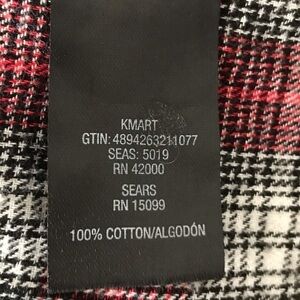 KMART
GTIN: 4894263211077
SEAS: 5019
RN 42000
SEARS
RN 15099
100% COTTON/ALGODÓN